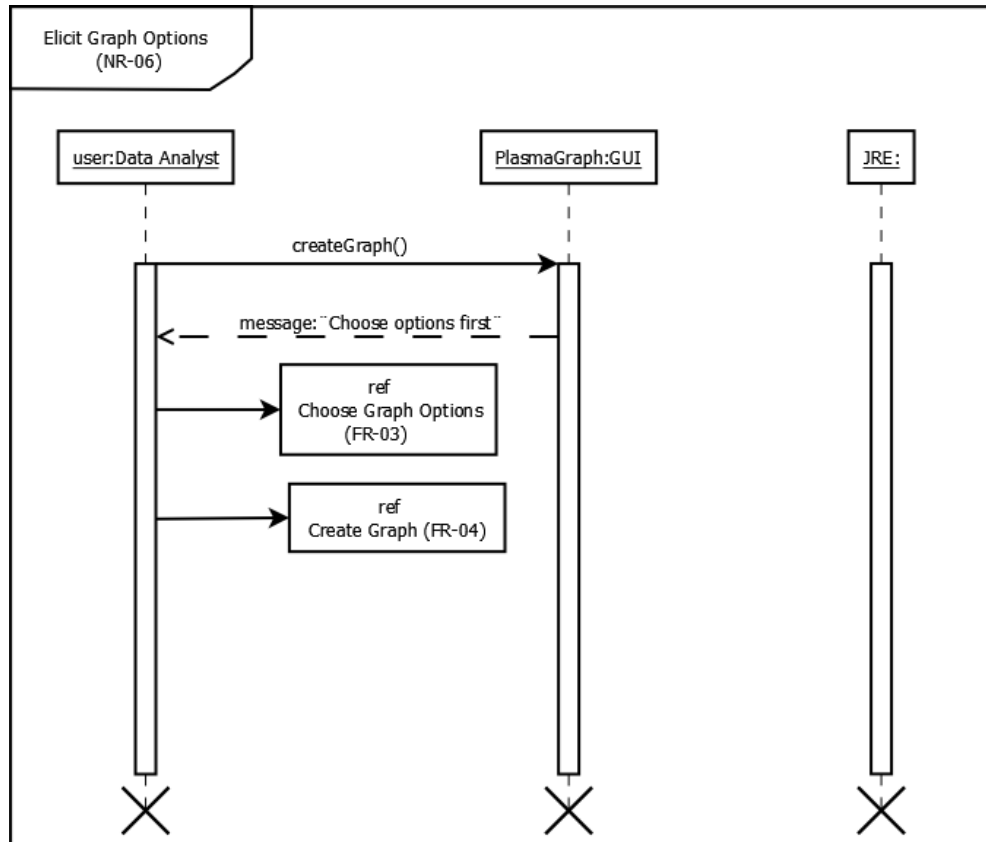 Elicit Graph Options
(NR-06)
user:Data Analyst
PlasmaGraph:GUI
JRE:
createGraph()
message:¨Choose options first¨
ref
Choose Graph Options
(FR-03)
ref
Create Graph (FR-04)